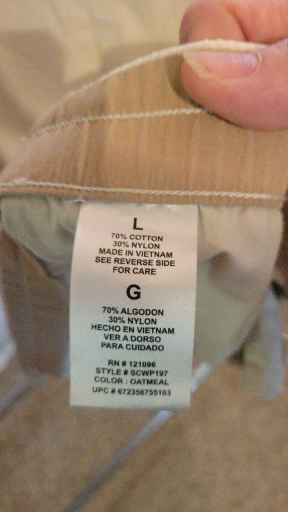 L
70% COTTON
30% NYLON
MADE IN VIETNAM
SEE REVERSE SIDE
FOR CARE
G
70% ALGODON
30% NYLON
HECHO EN VIETNAM
VER A DORSO
PARA CUIDADO
RN # 121096
STYLE # SCWP197
COLOR : OATMEAL
UPC # 672356755103